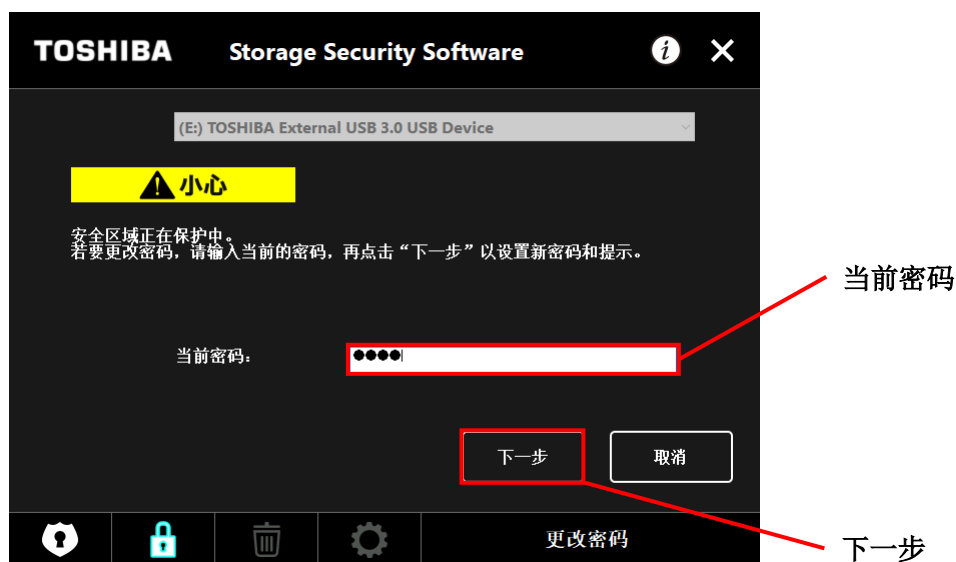 TOSHIBA Storage Security Software
(E:) TOSHIBA External USB 3.0 USB Device
小心
安全区域正在保护中。
若要更改密码，请输入当前的密码，再点击“下一步”以设置新密码和提示。
当前密码
当前密码：
下一步 取消
更改密码
下一步